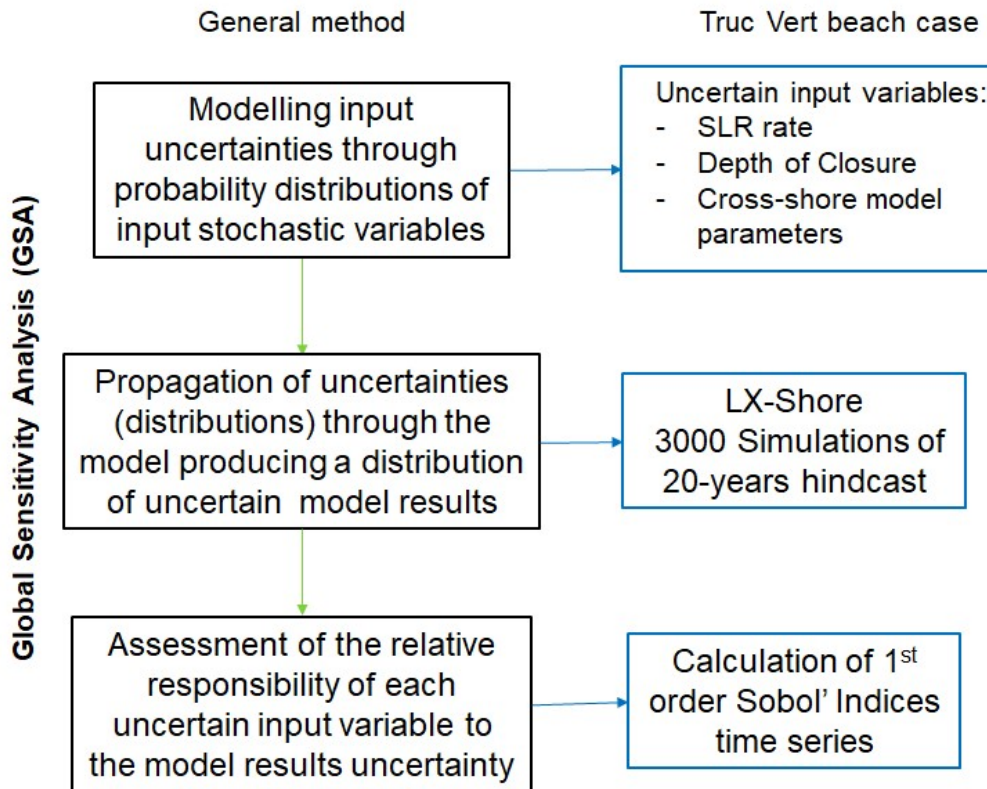 General method
Truc Vert beach case
Global Sensitivity Analysis (GSA)
Modelling input
uncertainties through
probability distributions of
input stochastic variables
Uncertain input variables:
- SLR rate
- Depth of Closure
- Cross-shore model
parameters
Propagation of uncertainties
(distributions) through the
model producing a distribution
of uncertain model results
LX-Shore
3000 Simulations of
20-years hindcast
Assessment of the relative
responsibility of each
uncertain input variable to
the model results uncertainty
Calculation of 1st
order Sobol’ Indices
time series